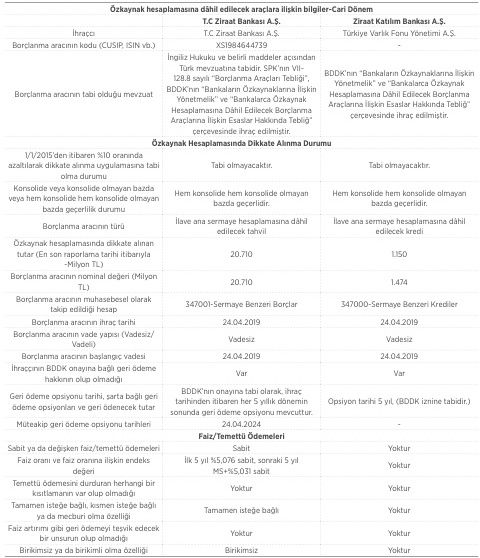 Özkaynak hesaplamasına dâhil edilecek araçlara ilişkin bilgiler-Cari Dönem
T.C Ziraat Bankası A.Ş. Ziraat Katılım Bankası A.Ş.
İhraççı T.C Ziraat Bankası A.Ş. Türkiye Varlık Fonu Yönetimi A.Ş.
Borçlanma aracının kodu (CUSIP, ISIN vb.) XS1984644739 -
Borçlanma aracının tabi olduğu mevzuat
İngiliz Hukuku ve belirli maddeler açısından
Türk mevzuatına tabidir. SPK'nın VII-
128.8 sayılı "Borçlanma Araçları Tebliği",
BDDK'nın "Bankaların Özkaynaklarına İlişkin
Yönetmelik" ve "Bankalarca Özkaynak
Hesaplamasına Dâhil Edilecek Borçlanma
Araçlarına İlişkin Esaslar Hakkında Tebliğ"
çerçevesinde ihraç edilmiştir.
BDDK'nın "Bankaların Özkaynaklarına İlişkin
Yönetmelik" ve "Bankalarca Özkaynak
Hesaplamasına Dâhil Edilecek Borçlanma
Araçlarına İlişkin Esaslar Hakkında Tebliğ"
çerçevesinde ihraç edilmiştir.
Özkaynak Hesaplamasında Dikkate Alınma Durumu
1/1/2015'den itibaren %10 oranında
azaltılarak dikkate alınma uygulamasına tabi
olma durumu
Tabi olmayacaktır. Tabi olmayacaktır.
Konsolide veya konsolide olmayan bazda
veya hem konsolide hem konsolide olmayan
bazda geçerlilik durumu
Hem konsolide hem konsolide olmayan
bazda geçerlidir.
Hem konsolide hem konsolide olmayan
bazda geçerlidir.
Borçlanma aracının türü
İlave ana sermaye hesaplamasına dâhil
edilecek tahvil
İlave ana sermaye hesaplamasına dâhil
edilecek kredi
Özkaynak hesaplamasında dikkate alınan
tutar (En son raporlama tarihi itibarıyla
-Milyon TL)
20.710 1.150
Borçlanma aracının nominal değeri (Milyon
TL)
20.710 1.474
Borçlanma aracının muhasebesel olarak
takip edildiği hesap
347001-Sermaye Benzeri Borçlar 347000-Sermaye Benzeri Krediler
Borçlanma aracının ihraç tarihi 24.04.2019 24.04.2019
Borçlanma aracının vade yapısı (Vadesiz/
Vadeli)
Vadesiz Vadesiz
Borçlanma aracının başlangıç vadesi 24.04.2019 24.04.2019
İhraççının BDDK onayına bağlı geri ödeme
hakkının olup olmadığı
Var Var
Geri ödeme opsiyonu tarihi, şarta bağlı geri
ödeme opsiyonları ve geri ödenecek tutar
BDDK'nın onayına tabi olarak, ihraç
tarihinden itibaren her 5 yıllık dönemin
sonunda geri ödeme opsiyonu mevcuttur.
Opsiyon tarihi 5 yıl, (BDDK iznine tabidir.)
Müteakip geri ödeme opsiyonu tarihleri 24.04.2024 -
Faiz/Temettü Ödemeleri
Sabit ya da değişken faiz/temettü ödemeleri Sabit Yoktur
Faiz oranı ve faiz oranına ilişkin endeks
değeri
İlk 5 yıl %5,076 sabit, sonraki 5 yıl
MS+%5,031 sabit
Yoktur
Temettü ödemesini durduran herhangi bir
kısıtlamanın var olup olmadığı
Yoktur Yoktur
Tamamen isteğe bağlı, kısmen isteğe bağlı
ya da mecburi olma özelliği
Tamamen isteğe bağlı Yoktur
Faiz artırımı gibi geri ödemeyi teşvik edecek
bir unsurun olup olmadığı
Yoktur Yoktur
Birikimsiz ya da birikimli olma özelliği Birikimsiz Yoktur